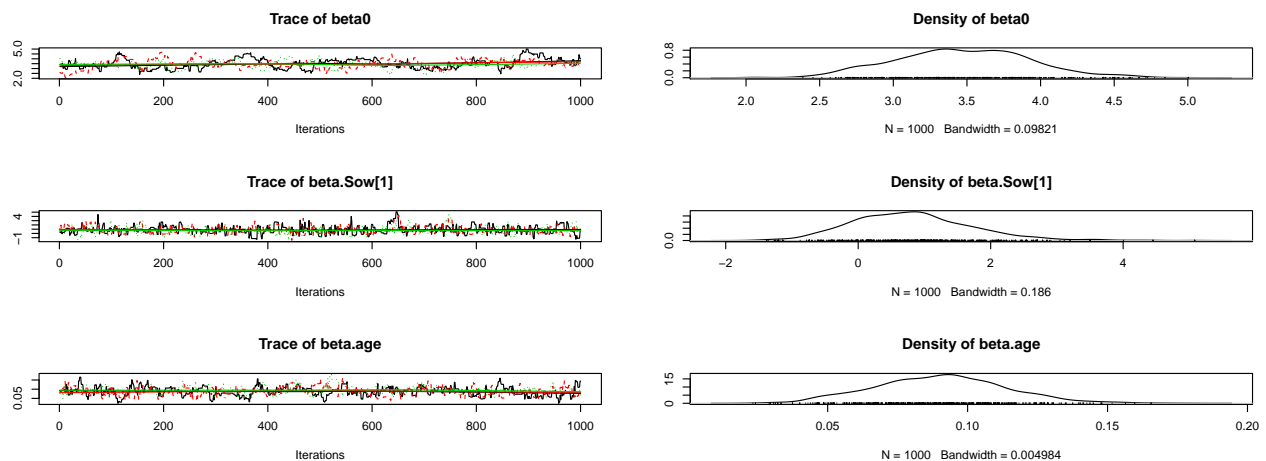 Trace of beta0
2.0 5.0
0 200 400 600 800 1000
Iterations
Density of beta0
0.0 0.8
2.0 2.5 3.0 3.5 4.0 4.5 5.0
N = 1000 Bandwidth = 0.09821
Trace of beta.Sow[1]
−1 4
0 200 400 600 800 1000
Iterations
Density of beta.Sow[1]
0.0
−2 0 2 4
N = 1000 Bandwidth = 0.186
Trace of beta.age
0.05
0 200 400 600 800 1000
Iterations
Density of beta.age
0 15
0.05 0.10 0.15 0.20
N = 1000 Bandwidth = 0.004984